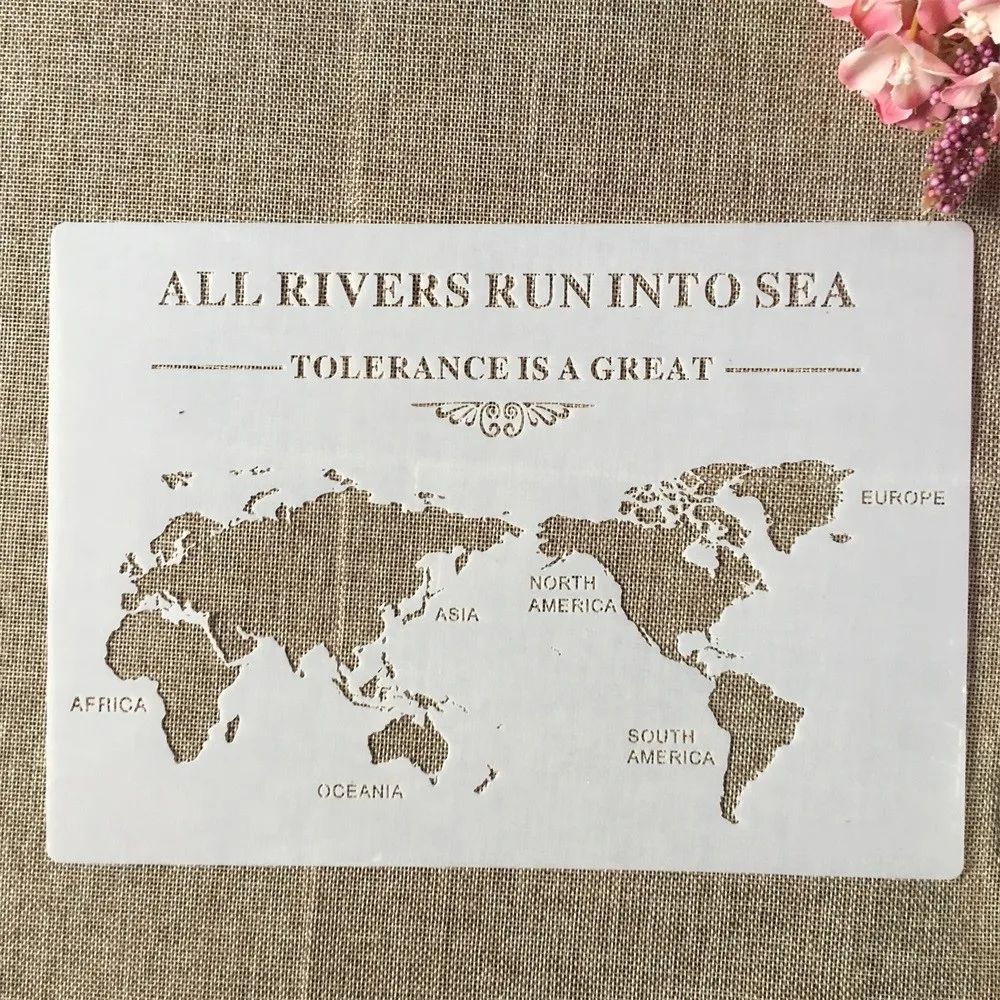 ALL RIVERS RUN INTO SEA
TOLERANCE IS A GREAT
EUROPE
NORTH
AMERICA
ASIA
AFRICA
SOUTH
AMERICA
OCEANIA